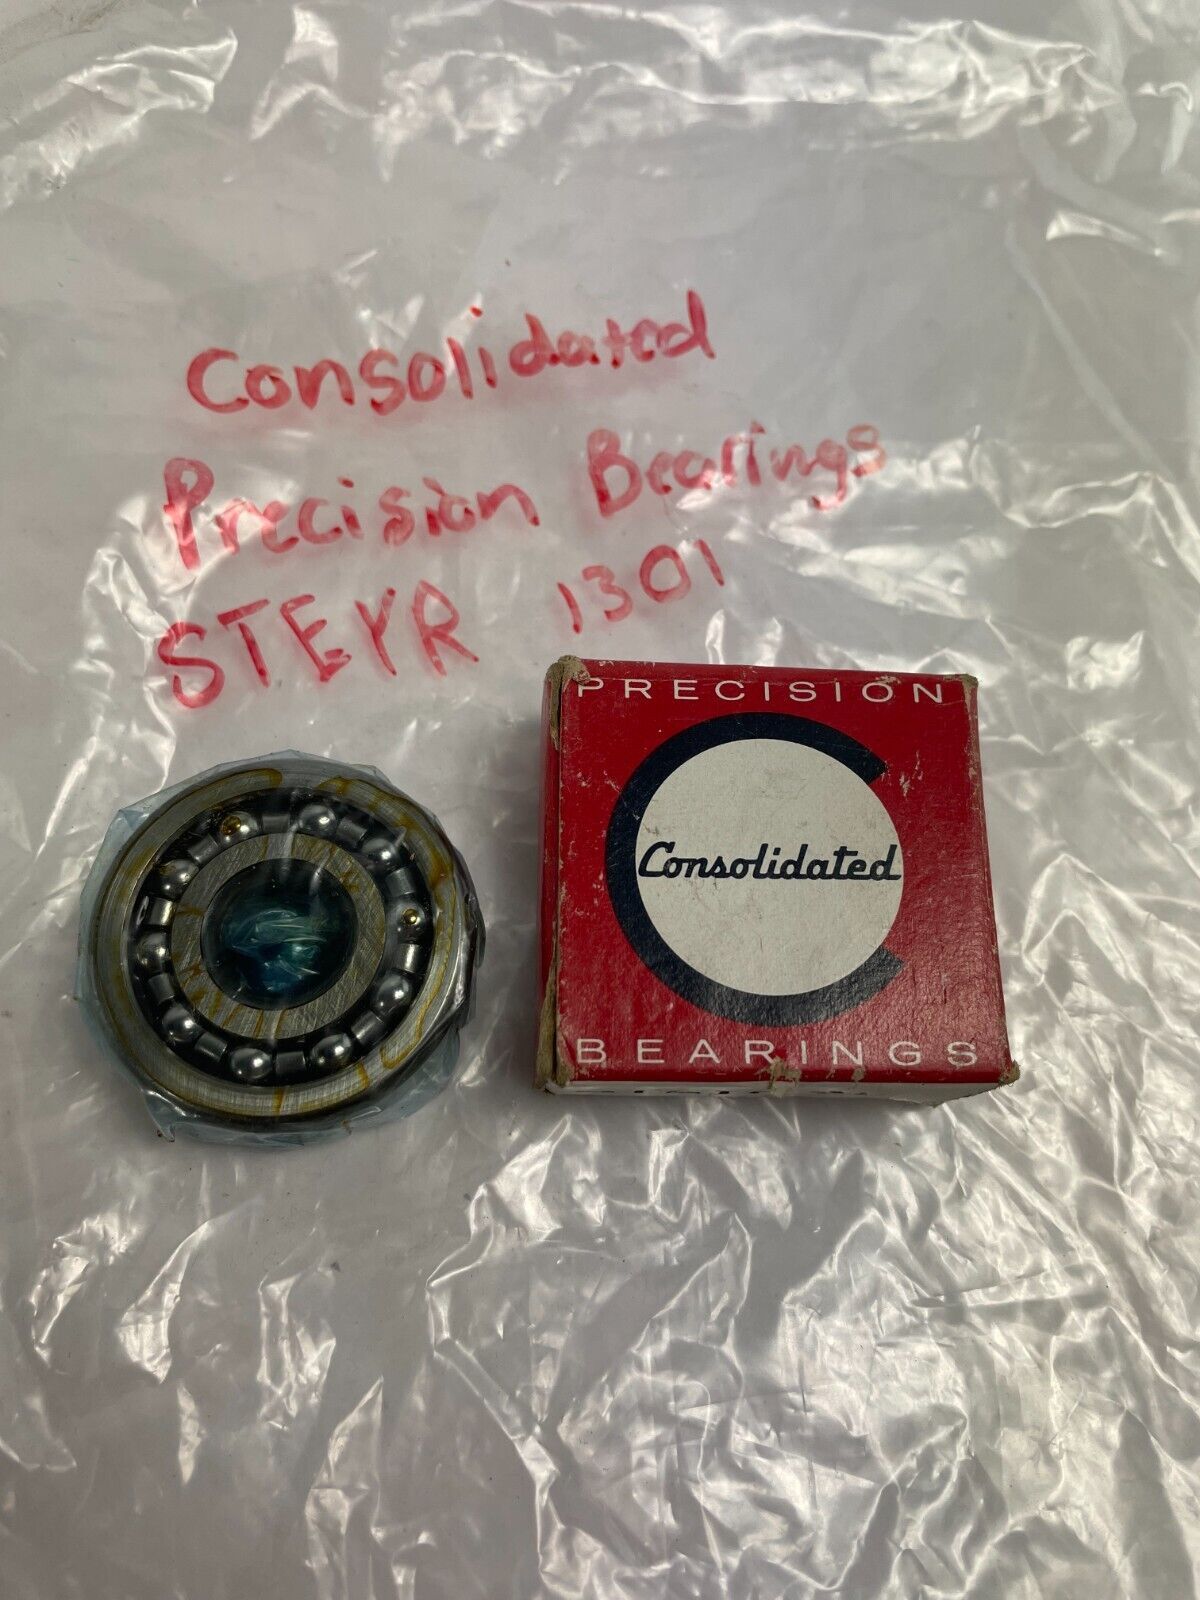 Consolidated
Precision Bearings
STEYR 1301
PRECISION
Consolidated
BEARINGS